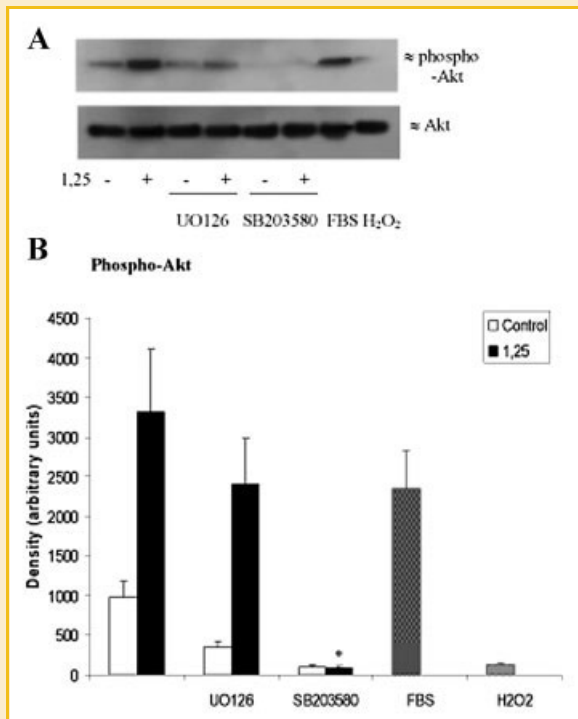 A
≈ phospho
-Akt
≈ Akt
1,25 - + - + - +
UO126 SB203580 FBS H₂O₂
B
Phospho-Akt
Density (arbitrary units)
4500
4000
3500
3000
2500
2000
1500
1000
500
0
Control
1,25
*
UO126 SB203580 FBS H2O2